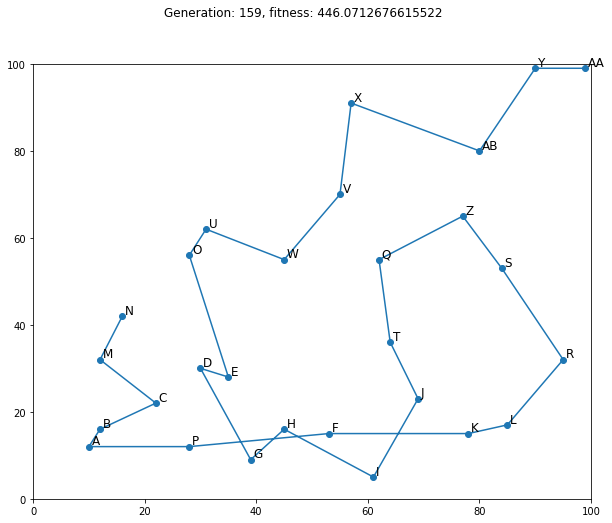 Generation: 159, fitness: 446.0712676615522
100
80
60
40
20
0
0
20
40
60
80
100
Y
AA
X
AB
V
Z
U
O
W
Q
S
N
T
M
D
E
R
C
J
B
H
F
K
L
A
P
G
I